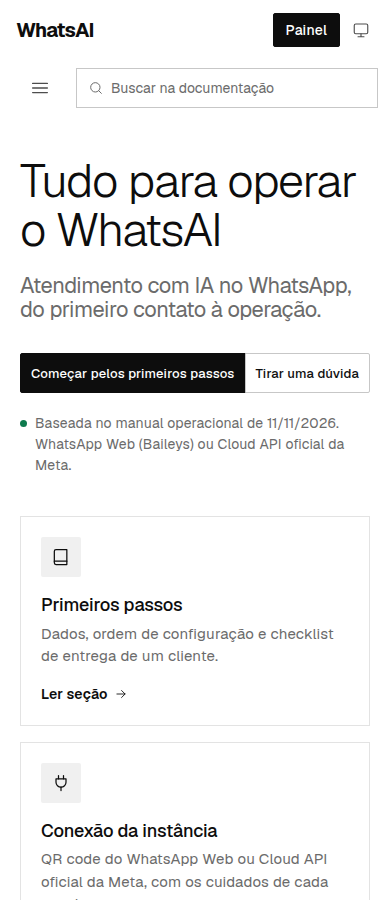 WhatsAI
Painel
Buscar na documentação
Tudo para operar
o WhatsAI
Atendimento com IA no WhatsApp,
do primeiro contato à operação.
Começar pelos primeiros passos
Tirar uma dúvida
Baseada no manual operacional de 11/11/2026.
WhatsApp Web (Baileys) ou Cloud API oficial da
Meta.
Primeiros passos
Dados, ordem de configuração e checklist
de entrega de um cliente.
Ler seção
Conexão da instância
QR code do WhatsApp Web ou Cloud API
oficial da Meta, com os cuidados de cada